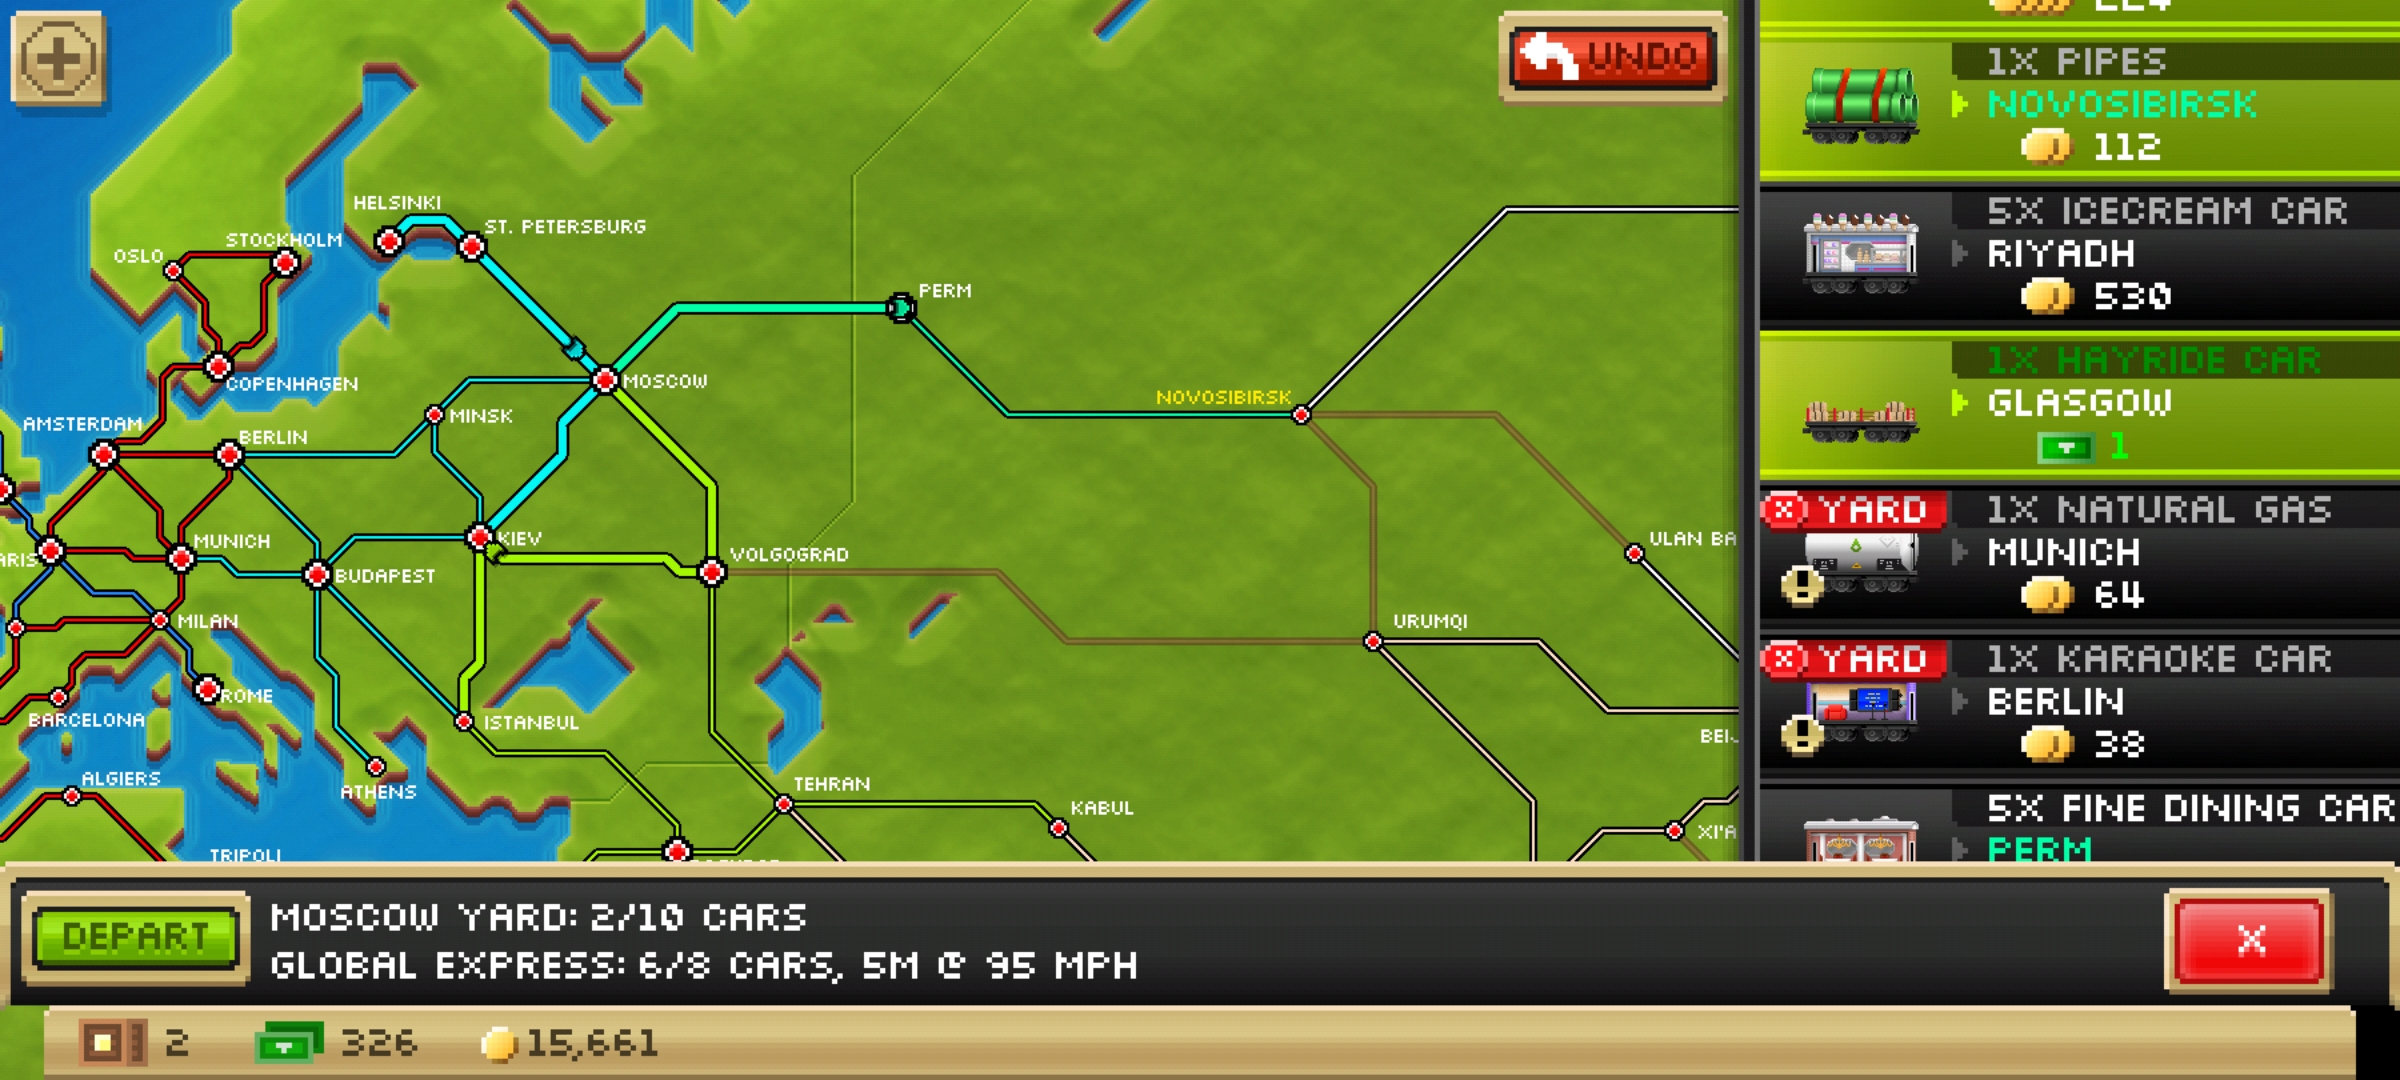 UNDO
1X PIPES
NOVOSIBIRSK
112
5X ICECREAM CAR
RIYADH
530
1X HAYRIDE CAR
GLASGOW
1
YARD
1X NATURAL GAS
MUNICH
64
YARD
1X KARAOKE CAR
BERLIN
38
5X FINE DINING CAR
PERM
HELSINKI
ST. PETERSBURG
STOCKHOLM
OSLO
PERM
COPENHAGEN
MOSCOW
NOVOSIBIRSK
MINSK
AMSTERDAM
BERLIN
KIEV
MUNICH
VOLGOGRAD
ULAN BA
ARIS
BUDAPEST
MILAN
URUMQI
ROME
BARCELONA
ISTANBUL
BEI
ALGIERS
ATHENS
TEHRAN
KABUL
XI'A
TRIPOLI
DEPART
MOSCOW YARD: 2/10 CARS
GLOBAL EXPRESS: 6/8 CARS, 5M @ 95 MPH
X
2
326
15,661